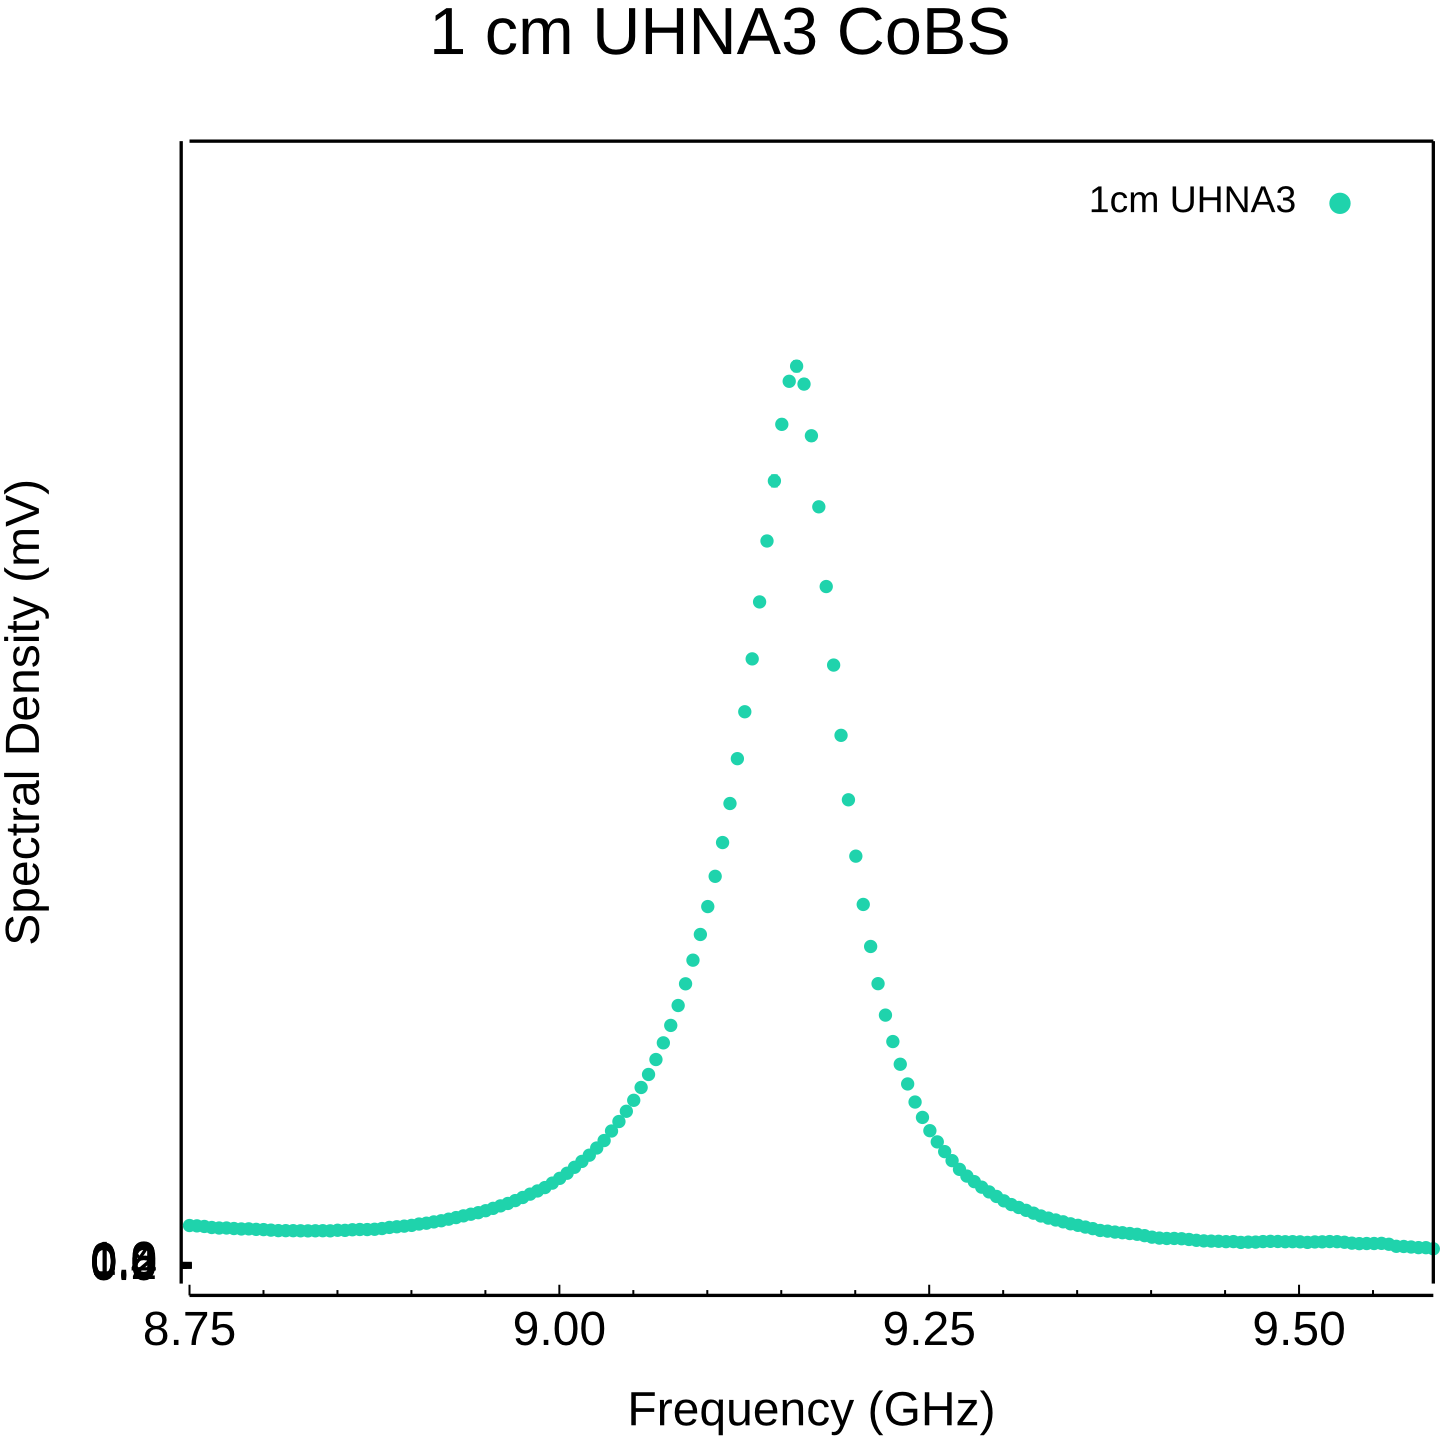 1 cm UHNA3 CoBS
1cm UHNA3
Spectral Density (mV)
8.75 9.00 9.25 9.50
Frequency (GHz)